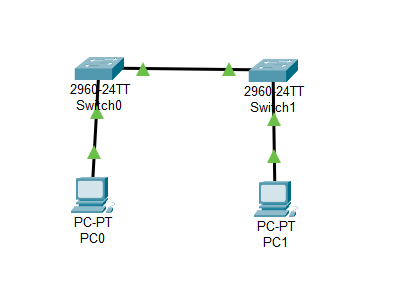 2960-24TT
Switch0
2960-24TT
Switch1
PC-PT
PC0
PC-PT
PC1